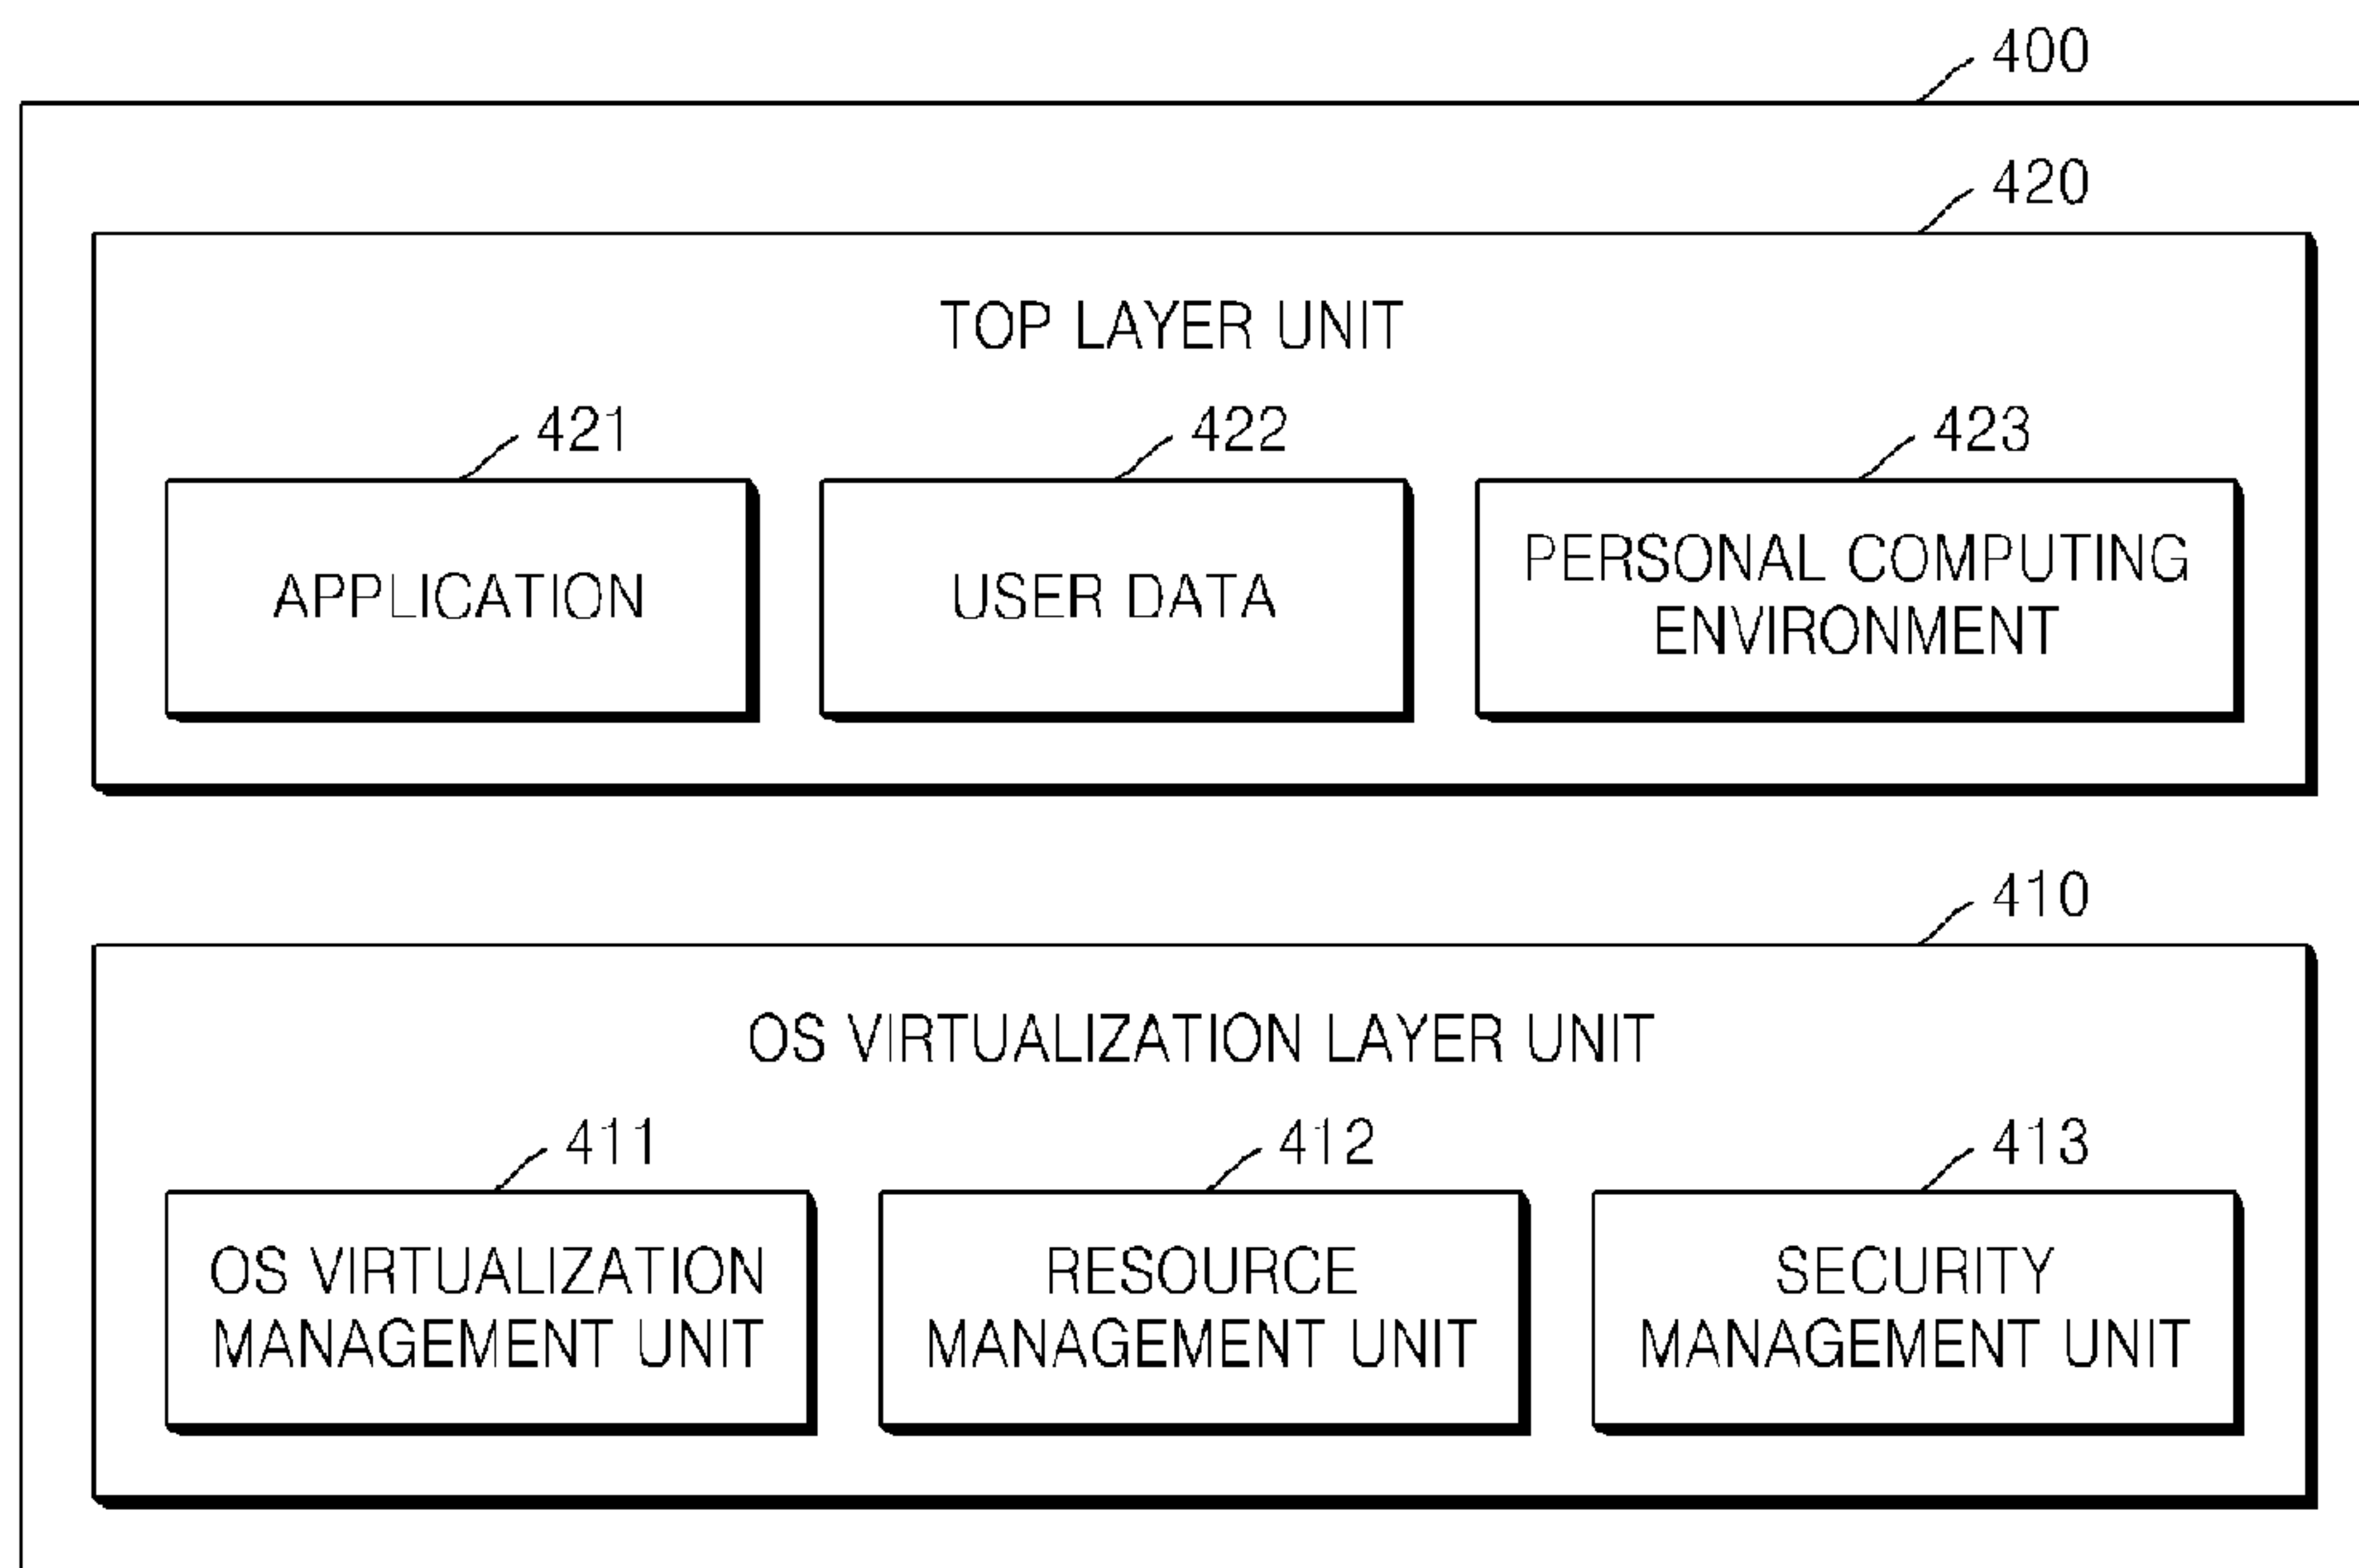 400
420
TOP LAYER UNIT
421
422
423
APPLICATION
USER DATA
PERSONAL COMPUTING
ENVIRONMENT
410
OS VIRTUALIZATION LAYER UNIT
411
412
413
OS VIRTUALIZATION
MANAGEMENT UNIT
RESOURCE
MANAGEMENT UNIT
SECURITY
MANAGEMENT UNIT